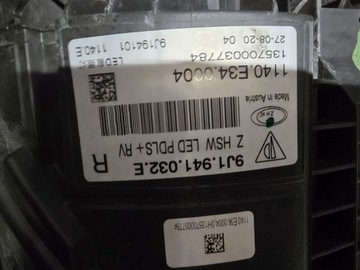 9J1.941.032.E
R
Z HSW LED PDLS+ RV
Made in Austria
1140.E34.0004
135700037784
27-08-20 04
9J194101 1140.E